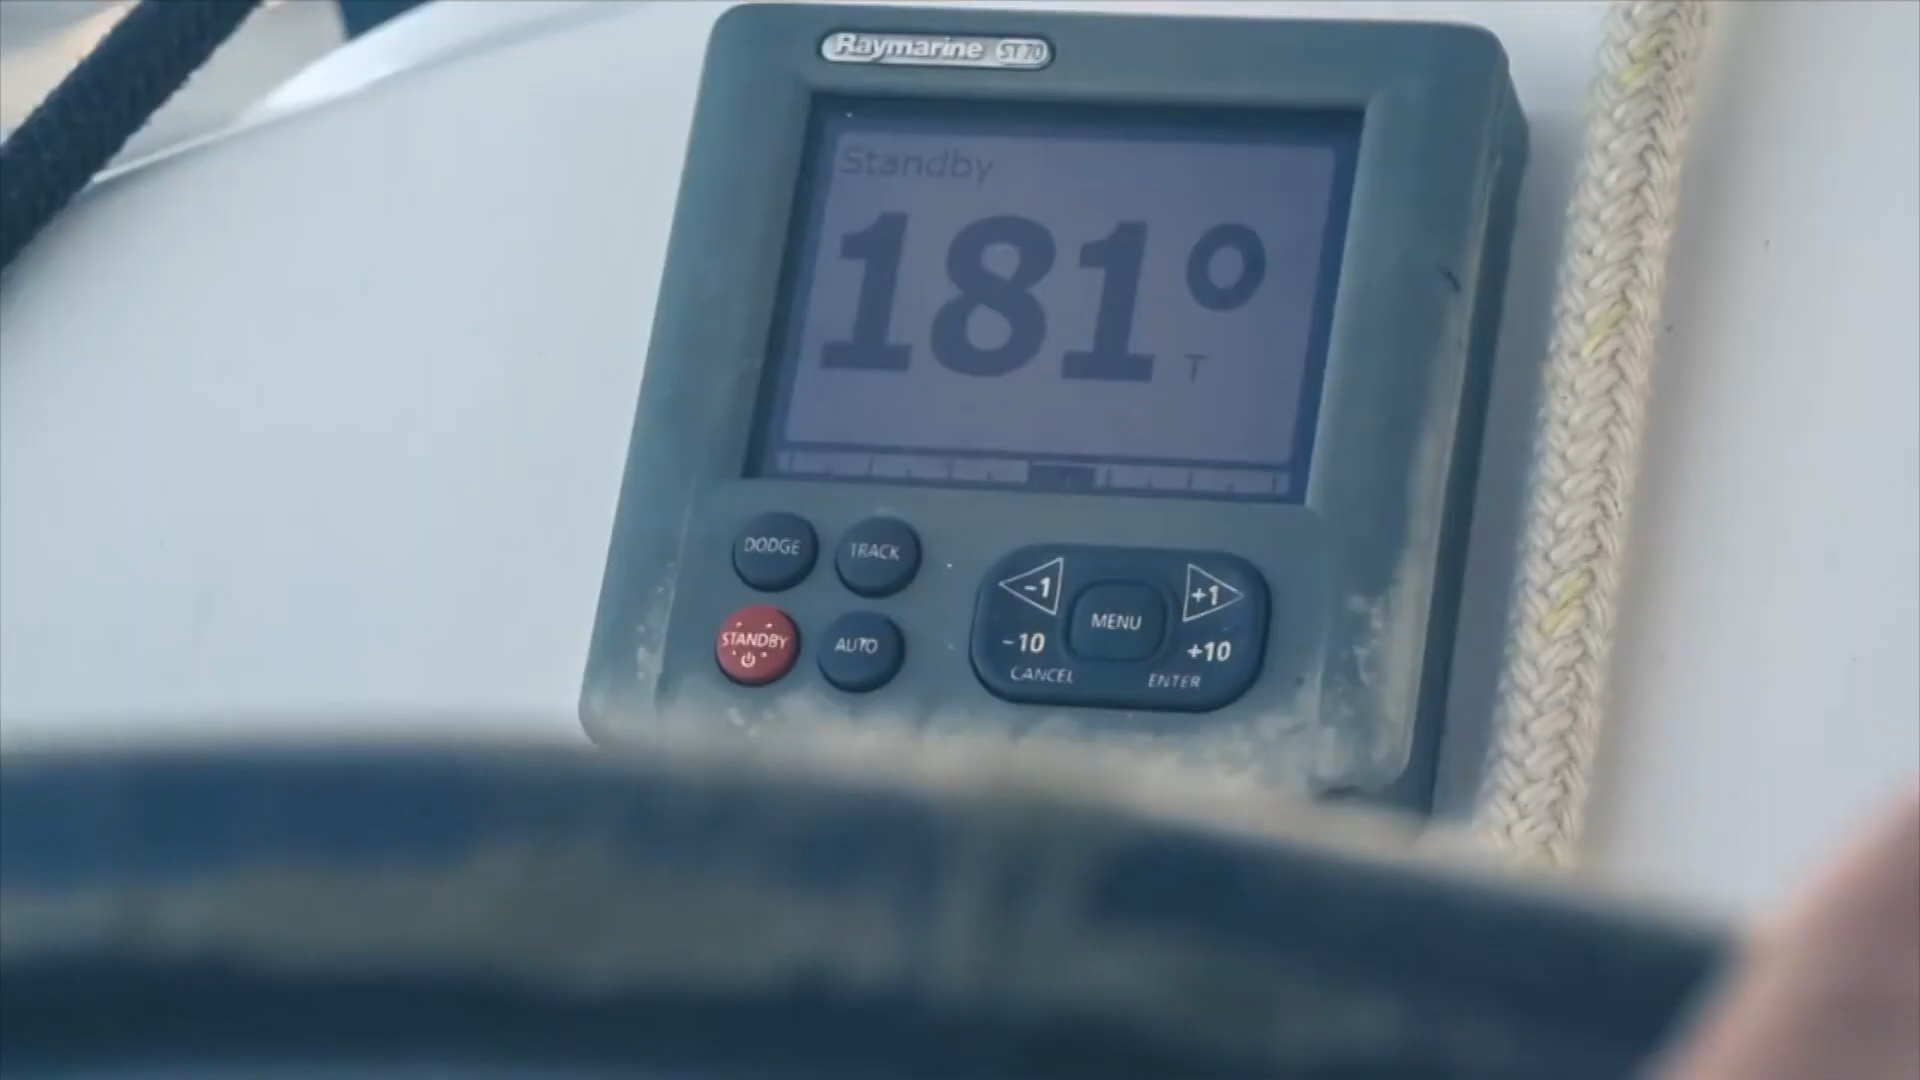 Raymarine ST70
Standby
181°
T
DODGE TRACK
-1 MENU +1
STANDBY AUTO
-10 +10
CANCEL ENTER